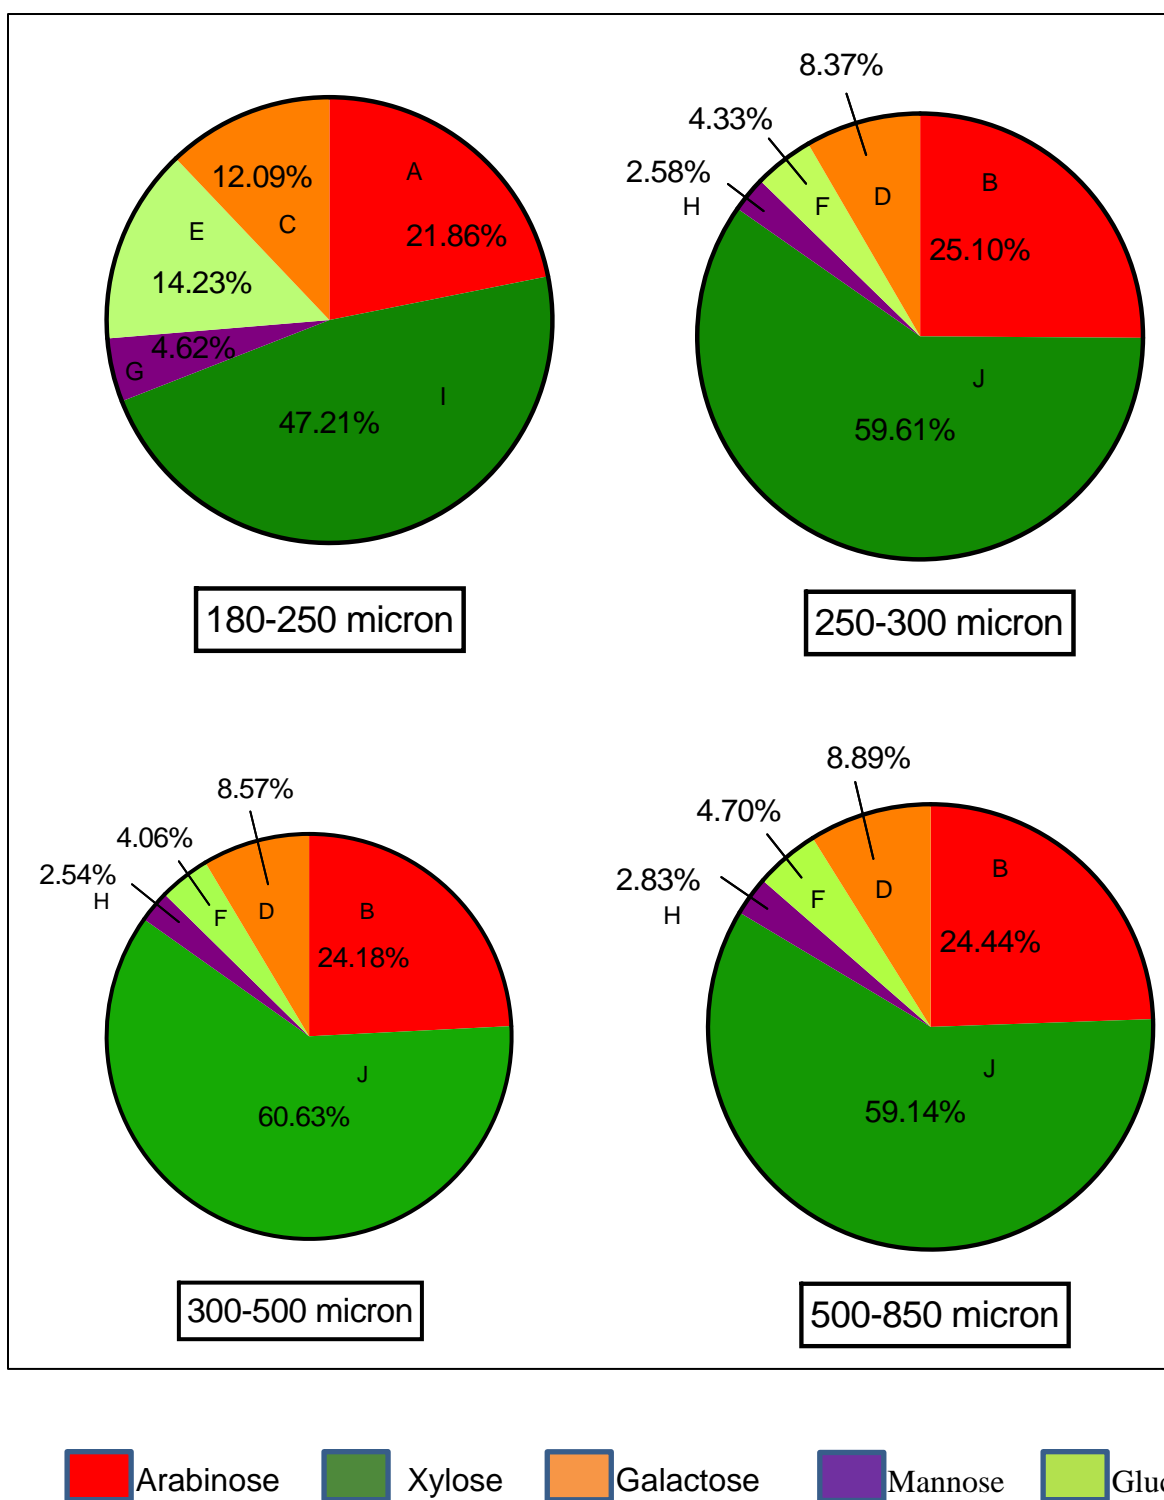 12.09%
C
A
21.86%
E
14.23%
4.62%
G
I
47.21%
180-250 micron
8.37%
4.33%
2.58%
H
F
D
B
25.10%
J
59.61%
250-300 micron
8.57%
4.06%
2.54%
H
F
D
B
24.18%
J
60.63%
300-500 micron
8.89%
4.70%
2.83%
H
F
D
B
24.44%
J
59.14%
500-850 micron
Arabinose Xylose Galactose Mannose